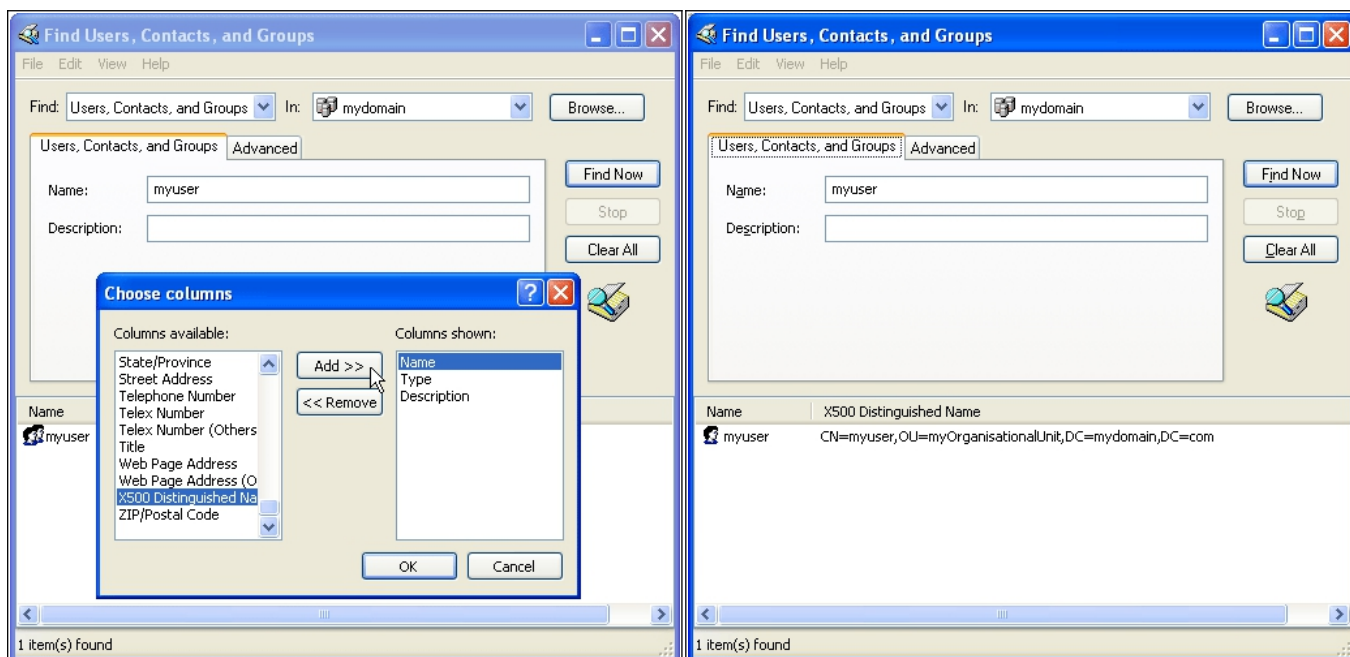 Find Users, Contacts, and Groups
File Edit View Help
Find: Users, Contacts, and Groups In: mydomain Browse...
Users, Contacts, and Groups Advanced
Find Now
Name: myuser
Stop
Description:
Clear All
Choose columns
Columns available: Columns shown:
State/Province
Street Address
Telephone Number
Telex Number
Telex Number (Others
Title
Web Page Address
Web Page Address (O
X500 Distinguished Na
ZIP/Postal Code
Add >>
<< Remove
Name
Type
Description
OK Cancel
Name
myuser
1 item(s) found
Find Users, Contacts, and Groups
File Edit View Help
Find: Users, Contacts, and Groups In: mydomain Browse...
Users, Contacts, and Groups Advanced
Find Now
Name: myuser
Stop
Description:
Clear All
Name X500 Distinguished Name
myuser CN=myuser,OU=myOrganisationalUnit,DC=mydomain,DC=com
1 item(s) found